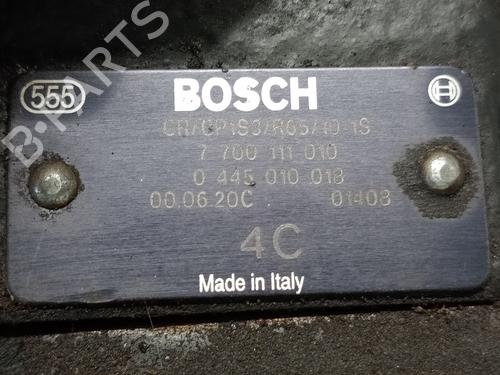 B-PARTS
555 BOSCH
CR/CP1S3/R65/10-1S
7 700 111 010
0 445 010 018
00.06.20C 01408
4C
Made in Italy